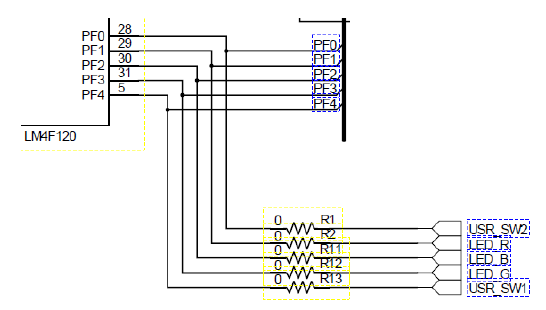 PF0 28
PF1 29
PF2 30
PF3 31
PF4 5
LM4F120
PF0
PF1
PF2
PF3
PF4
0 R1 USR_SW2
0 R2 LED_R
0 R11 LED_B
0 R12 LED_G
0 R13 USR_SW1